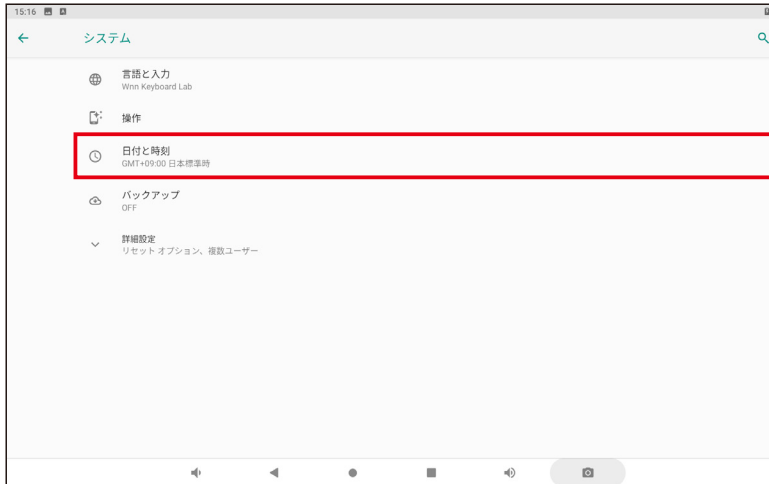 15:16
システム
言語と入力
Wnn Keyboard Lab
操作
日付と時刻
GMT+09:00 日本標準時
バックアップ
OFF
詳細設定
リセット オプション、複数ユーザー